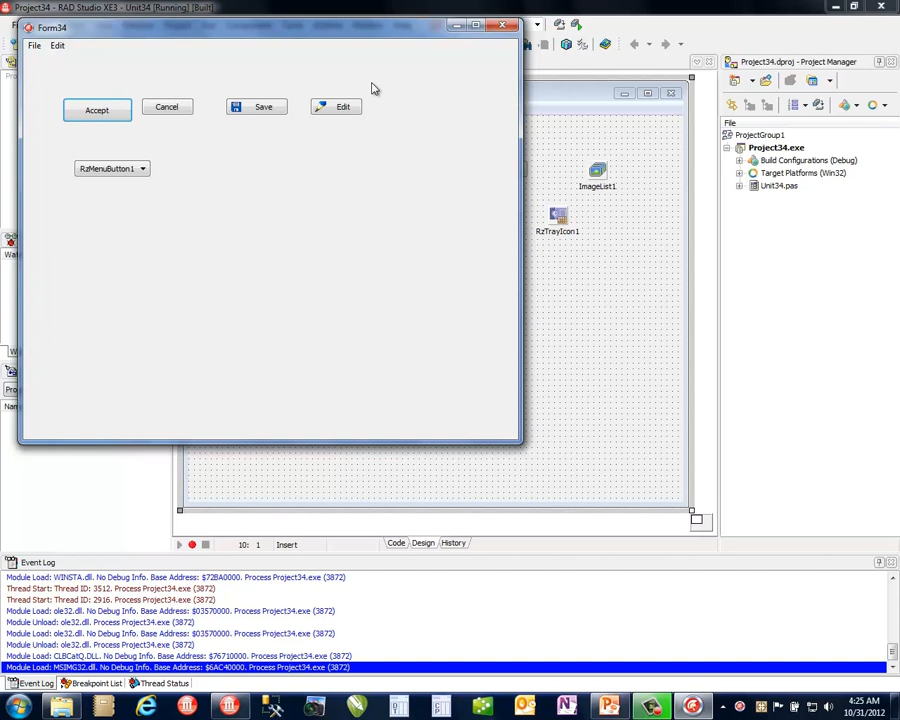 Project34 - RAD Studio XE3 - Unit34 [Running] [Built]
Form34
File Edit
Accept
Cancel
Save
Edit
RzMenuButton1
ImageList1
RzTrayIcon1
Project34.dproj - Project Manager
File
ProjectGroup1
Project34.exe
Build Configurations (Debug)
Target Platforms (Win32)
Unit34.pas
10: 1 Insert
Code Design History
Event Log
Module Load: WINSTA.dll. No Debug Info. Base Address: $72BA0000. Process Project34.exe (3872)
Thread Start: Thread ID: 3512. Process Project34.exe (3872)
Thread Start: Thread ID: 2916. Process Project34.exe (3872)
Module Load: ole32.dll. No Debug Info. Base Address: $03570000. Process Project34.exe (3872)
Module Unload: ole32.dll. Process Project34.exe (3872)
Module Load: ole32.dll. No Debug Info. Base Address: $03570000. Process Project34.exe (3872)
Module Unload: ole32.dll. Process Project34.exe (3872)
Module Load: CLBCatQ.DLL. No Debug Info. Base Address: $76710000. Process Project34.exe (3872)
Module Load: MSIMG32.dll. No Debug Info. Base Address: $6AC40000. Process Project34.exe (3872)
Event Log Breakpoint List Thread Status
4:25 AM
10/31/2012